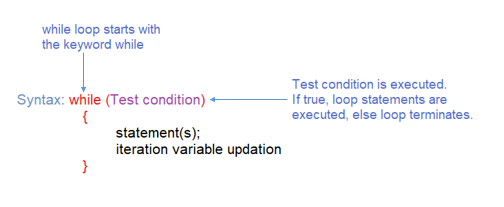 while loop starts with
the keyword while
Test condition is executed.
If true, loop statements are
executed, else loop terminates.
Syntax: while (Test condition)
{
statement(s);
iteration variable updation
}